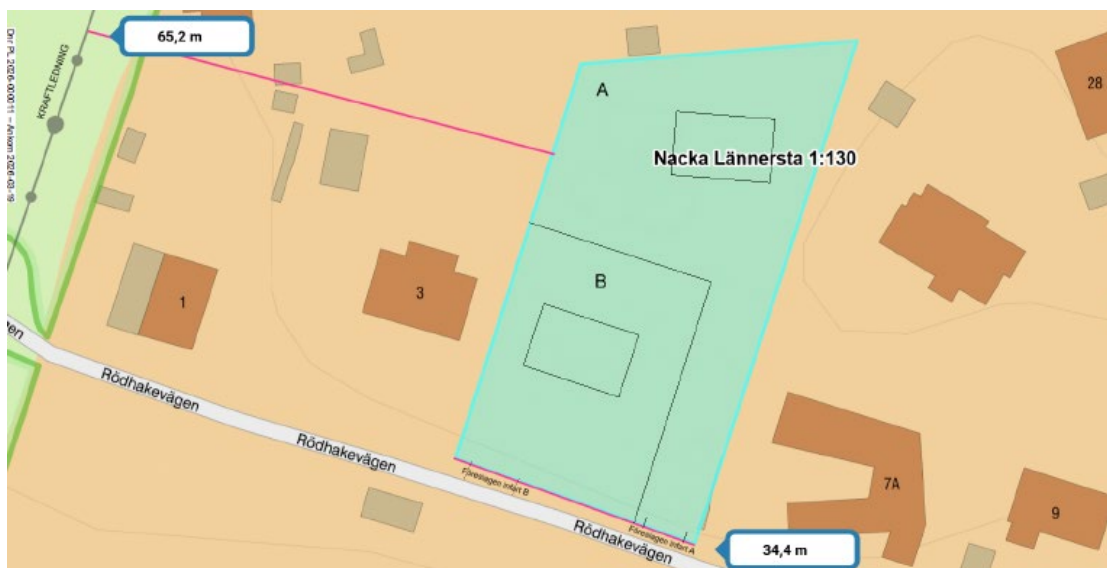 65,2 m
Dnr PL 2026-000011 – Ankom 2026-03-19
KRAFTLEDNING
A
28
Nacka Lännersta 1:130
B
1
3
Rödhakevägen
Rödhakevägen
Föreslagen infart B
7A
9
Föreslagen infart A
Rödhakevägen
34,4 m